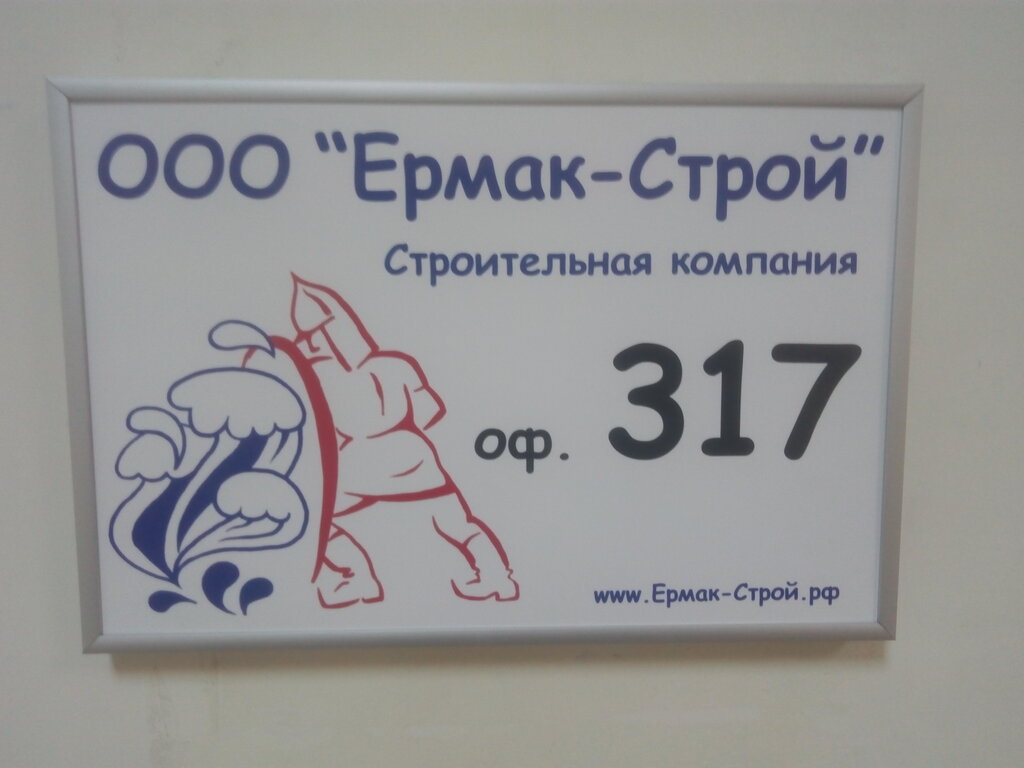 ООО "Ермак-Строй"
Строительная компания
оф. 317
www.Ермак-Строй.рф